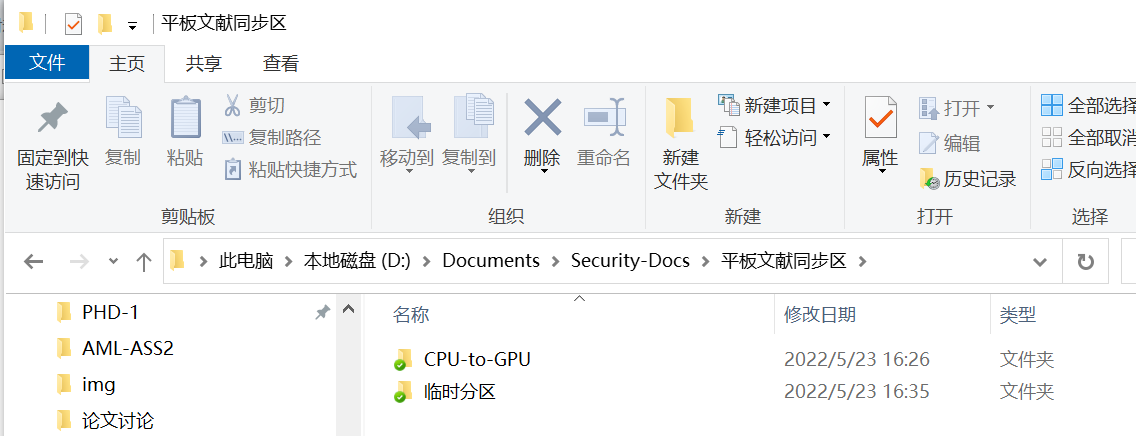 平板文献同步区
文件 主页 共享 查看
固定到快速访问
复制
粘贴
剪切
复制路径
粘贴快捷方式
剪贴板
移动到
复制到
删除
重命名
组织
新建
文件夹
新建项目
轻松访问
新建
属性
打开
编辑
历史记录
打开
全部选择
全部取消
反向选择
选择
此电脑 本地磁盘 (D:) Documents Security-Docs 平板文献同步区
PHD-1
AML-ASS2
img
论文讨论
名称 修改日期 类型
CPU-to-GPU 2022/5/23 16:26 文件夹
临时分区 2022/5/23 16:35 文件夹